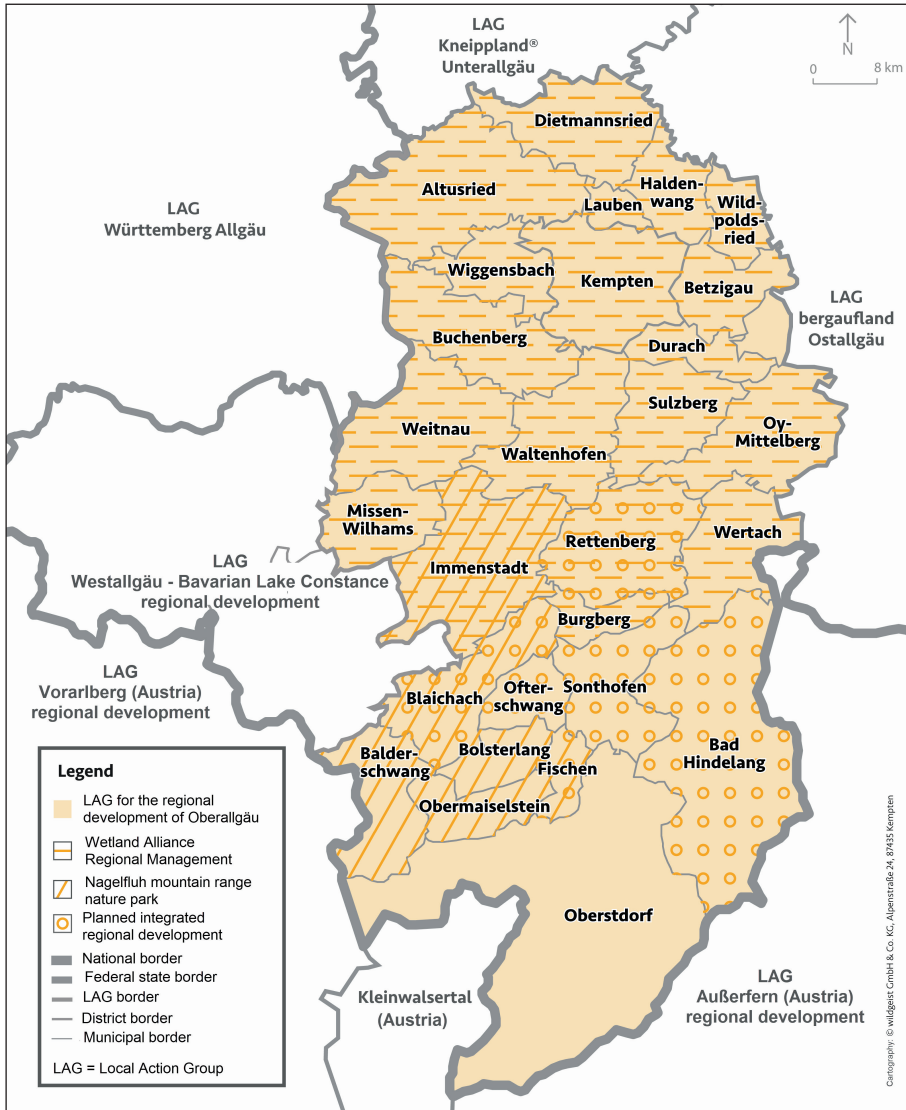 LAG
Kneippland®
Unterallgäu
N
0 8 km
Dietmannsried
Altusried
Halden-
wang
Lauben
Wild-
polds-
ried
LAG
Württemberg Allgäu
Wiggensbach
Kempten
Betzigau
LAG
bergaufland
Ostallgäu
Buchenberg
Durach
Sulzberg
Weitnau
Oy-
Mittelberg
Waltenhofen
Missen-
Wilhams
Rettenberg
Wertach
Immenstadt
LAG
Westallgäu - Bavarian Lake Constance
regional development
Burgberg
LAG
Vorarlberg (Austria)
regional development
Blaichach
Ofter-
schwang
Sonthofen
Balder-
schwang
Bolsterlang
Fischen
Bad
Hindelang
Obermaiselstein
Oberstdorf
Kleinwalsertal
(Austria)
LAG
Außerfern (Austria)
regional development
Legend
LAG for the regional
development of Oberallgäu
Wetland Alliance
Regional Management
Nagelfluh mountain range
nature park
Planned integrated
regional development
National border
Federal state border
LAG border
District border
Municipal border
LAG = Local Action Group
Cartography: © wildgeist GmbH & Co. KG, Alpenstraße 24, 87435 Kempten